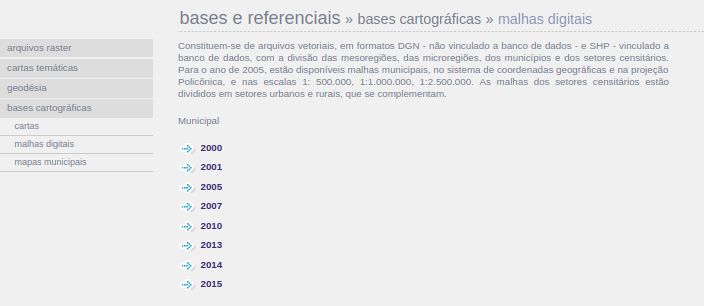 bases e referenciais » bases cartográficas » malhas digitais
arquivos raster
cartas temáticas
geodésia
bases cartográficas
cartas
malhas digitais
mapas municipais
Constituem-se de arquivos vetoriais, em formatos DGN - não vinculado a banco de dados - e SHP - vinculado a
banco de dados, com a divisão das mesoregiões, das microregiões, dos municípios e dos setores censitários.
Para o ano de 2005, estão disponíveis malhas municipais, no sistema de coordenadas geográficas e na projeção
Policônica, e nas escalas 1: 500.000, 1:1.000.000, 1:2.500.000. As malhas dos setores censitários estão
divididos em setores urbanos e rurais, que se complementam.
Municipal
2000
2001
2005
2007
2010
2013
2014
2015